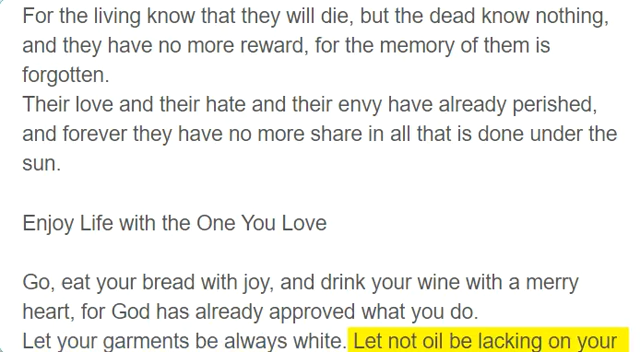 For the living know that they will die, but the dead know nothing,
and they have no more reward, for the memory of them is
forgotten.
Their love and their hate and their envy have already perished,
and forever they have no more share in all that is done under the
sun.
Enjoy Life with the One You Love
Go, eat your bread with joy, and drink your wine with a merry
heart, for God has already approved what you do.
Let your garments be always white. Let not oil be lacking on your